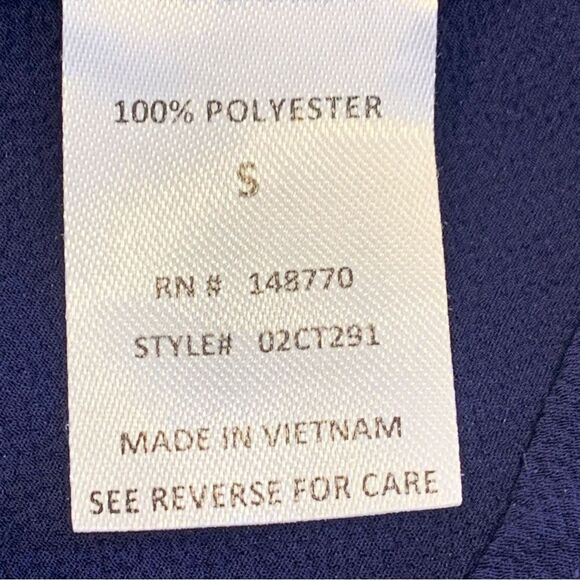 100% POLYESTER
S
RN # 148770
STYLE# 02CT291
MADE IN VIETNAM
SEE REVERSE FOR CARE